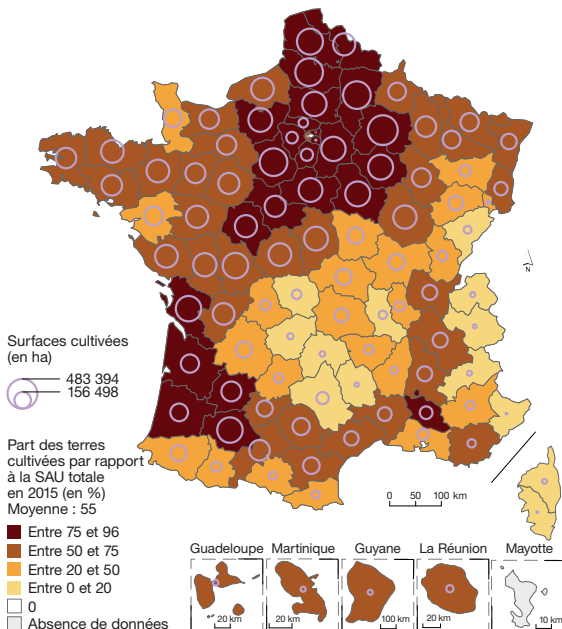 N
Surfaces cultivées
(en ha)
483 394
156 498
Part des terres
cultivées par rapport
à la SAU totale
en 2015 (en %)
Moyenne : 55
Entre 75 et 96
Entre 50 et 75
Entre 20 et 50
Entre 0 et 20
0
Absence de données
0 50 100 km
Guadeloupe
20 km
Martinique
20 km
Guyane
100 km
La Réunion
20 km
Mayotte
10 km